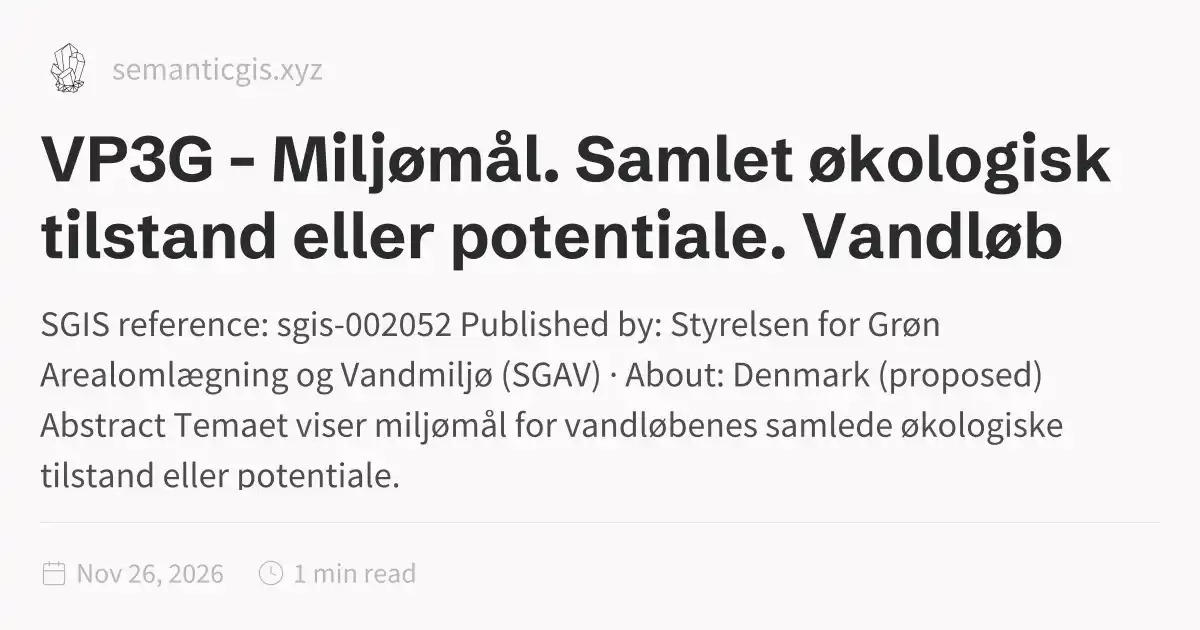 semanticgis.xyz
VP3G - Miljømål. Samlet økologisk
tilstand eller potentiale. Vandløb
SGIS reference: sgis-002052 Published by: Styrelsen for Grøn
Arealomlægning og Vandmiljø (SGAV) · About: Denmark (proposed)
Abstract Temaet viser miljømål for vandløbenes samlede økologiske
tilstand eller potentiale.
Nov 26, 2026 1 min read